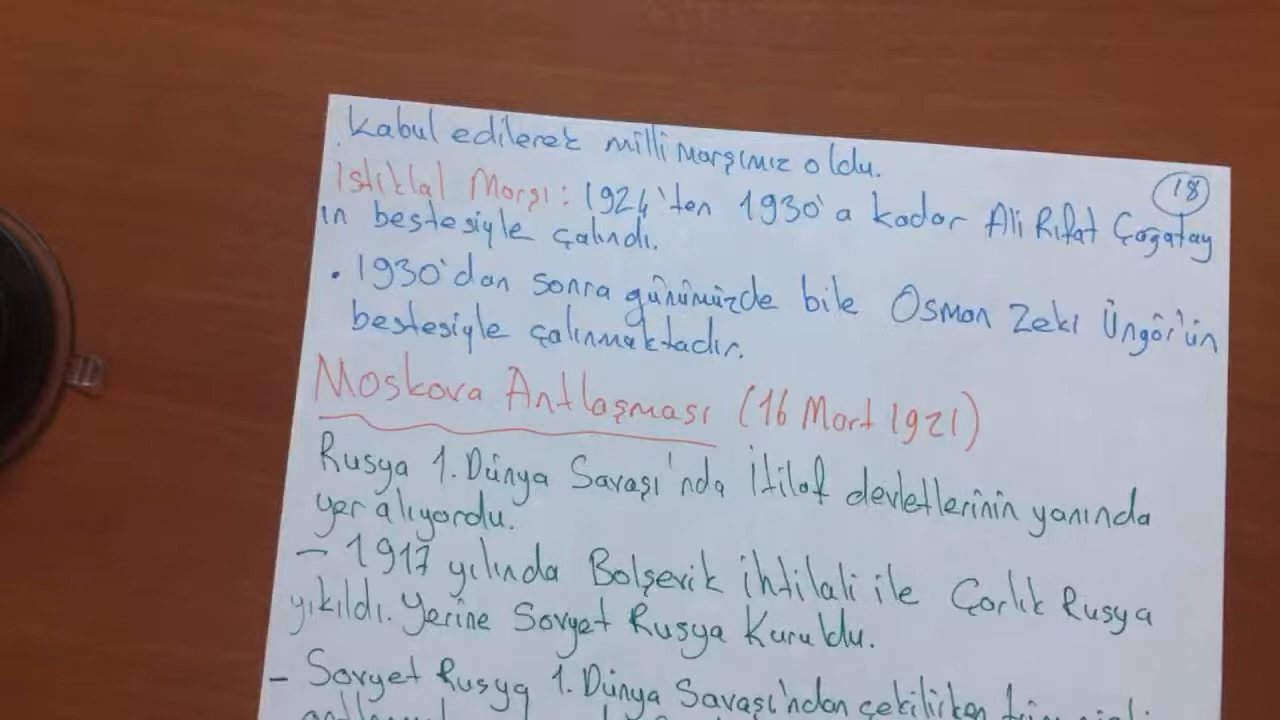 Kabul edilerek milli marşımız oldu.
18
İstiklal Marşı: 1924'ten 1930'a kadar Ali Rıfat Çağatay
ın bestesiyle çalındı.
• 1930'dan sonra günümüzde bile Osman Zeki Üngör'ün
bestesiyle çalınmaktadır.
Moskova Antlaşması (16 Mart 1921)
Rusya 1. Dünya Savaşı'nda İtilaf devletlerinin yanında
yer alıyordu.
– 1917 yılında Bolşevik ihtilali ile Çarlık Rusya
yıkıldı. Yerine Sovyet Rusya Kuruldu.
– Sovyet Rusya 1. Dünya Savaşı'ndan çekilirken